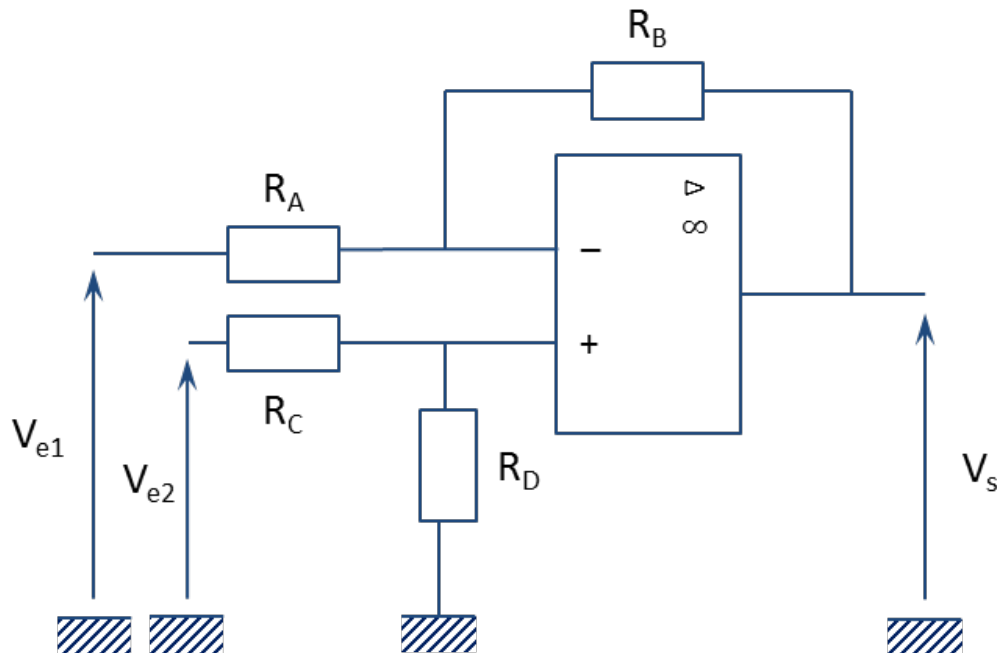 R_B
R_A
▷
∞
−
+
R_C
V_e1
V_e2
R_D
V_s